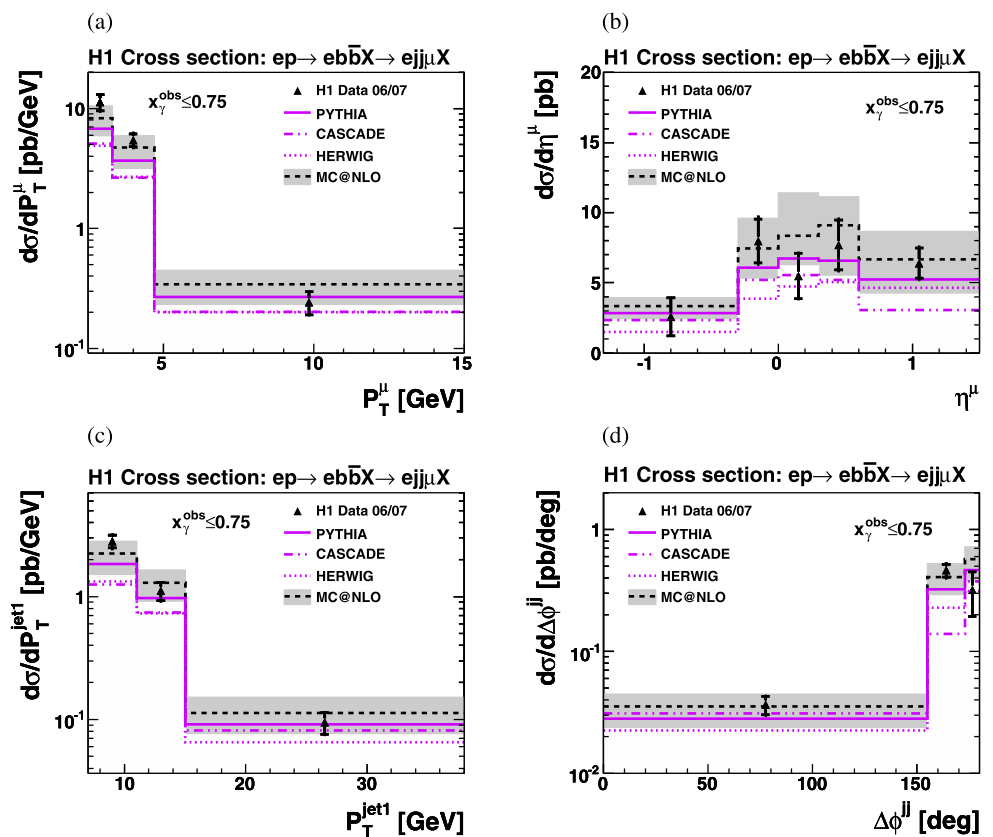 (a)
H1 Cross section: ep→ ebb̅X→ ejjμX
dσ/dP_T^μ [pb/GeV]
x_γ^obs≤0.75
H1 Data 06/07
PYTHIA
CASCADE
HERWIG
MC@NLO
10
1
10^-1
5 10 15
P_T^μ [GeV]
(b)
H1 Cross section: ep→ ebb̅X→ ejjμX
dσ/dη^μ [pb]
H1 Data 06/07
x_γ^obs≤0.75
PYTHIA
CASCADE
HERWIG
MC@NLO
20
15
10
5
0
-1 0 1
η^μ
(c)
H1 Cross section: ep→ ebb̅X→ ejjμX
dσ/dP_T^jet1 [pb/GeV]
x_γ^obs≤0.75
H1 Data 06/07
PYTHIA
CASCADE
HERWIG
MC@NLO
1
10^-1
10 20 30
P_T^jet1 [GeV]
(d)
H1 Cross section: ep→ ebb̅X→ ejjμX
dσ/dΔϕ^jj [pb/deg]
H1 Data 06/07
x_γ^obs≤0.75
PYTHIA
CASCADE
HERWIG
MC@NLO
1
10^-1
10^-2
0 50 100 150
Δϕ^jj [deg]